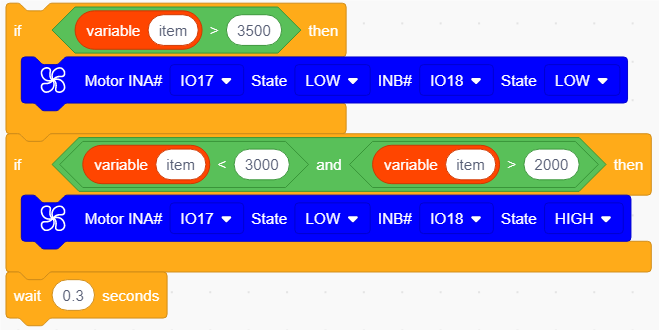 if variable item > 3500 then
Motor INA# IO17 State LOW INB# IO18 State LOW
if variable item < 3000 and variable item > 2000 then
Motor INA# IO17 State LOW INB# IO18 State HIGH
wait 0.3 seconds